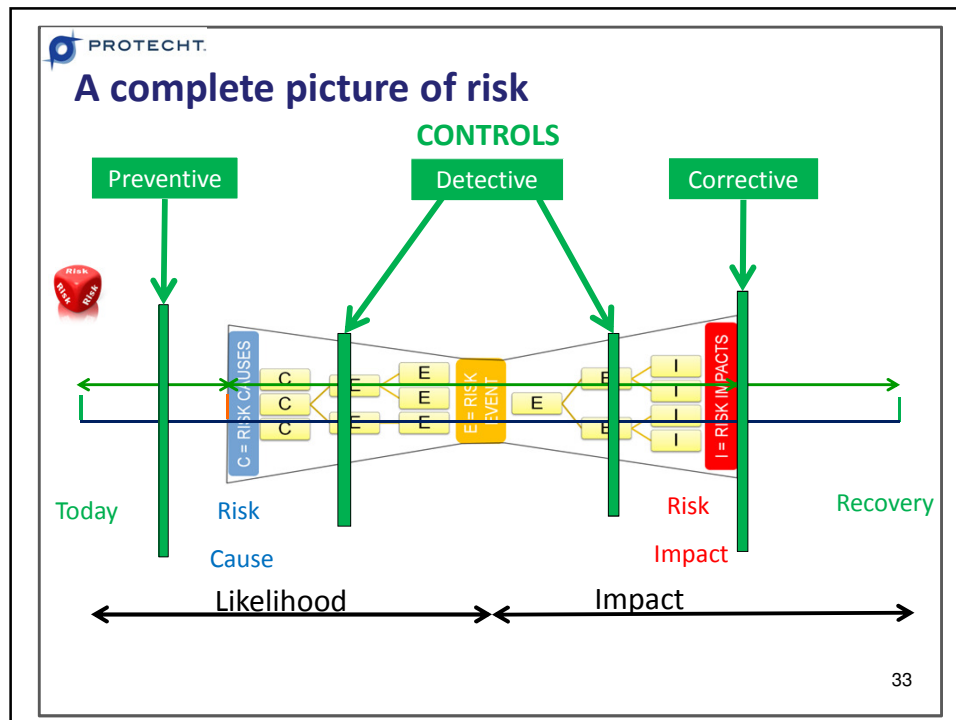 PROTECHT.
A complete picture of risk
CONTROLS
Preventive
Detective
Corrective
Risk
Risk
Risk
C = RISK CAUSES
C
C
C
E
E
E
E
E
E = RISK
EVENT
E
E
E
I
I
I
I
I = RISK IMPACTS
Today
Risk
Cause
Risk
Impact
Recovery
Likelihood
Impact
33